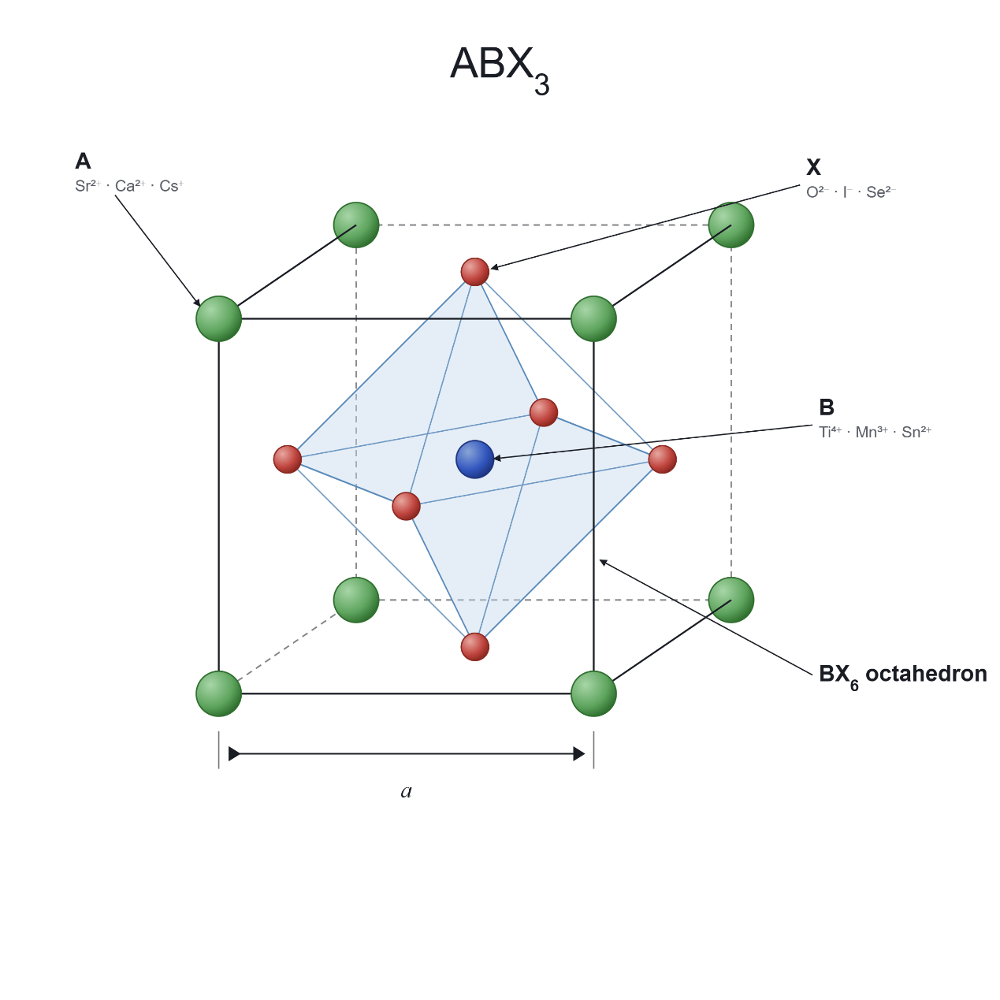 ABX₃
A
Sr²⁺ · Ca²⁺ · Cs⁺
X
O²⁻ · I⁻ · Se²⁻
B
Ti⁴⁺ · Mn³⁺ · Sn²⁺
BX₆ octahedron
a